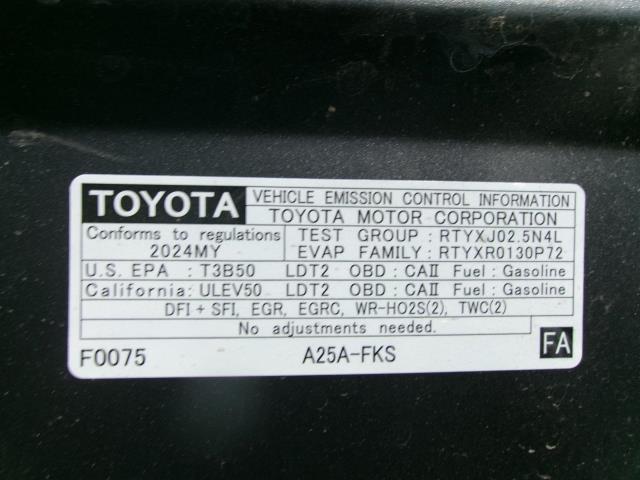 TOYOTA VEHICLE EMISSION CONTROL INFORMATION
TOYOTA MOTOR CORPORATION
Conforms to regulations TEST GROUP : RTYXJ02.5N4L
2024MY EVAP FAMILY: RTYXR0130P72
U.S. EPA : T3B50 LDT2 OBD : CAII Fuel : Gasoline
California: ULEV50 LDT2 OBD : CAII Fuel : Gasoline
DFI + SFI, EGR, EGRC, WR-HO2S(2), TWC(2)
No adjustments needed.
F0075 A25A-FKS FA